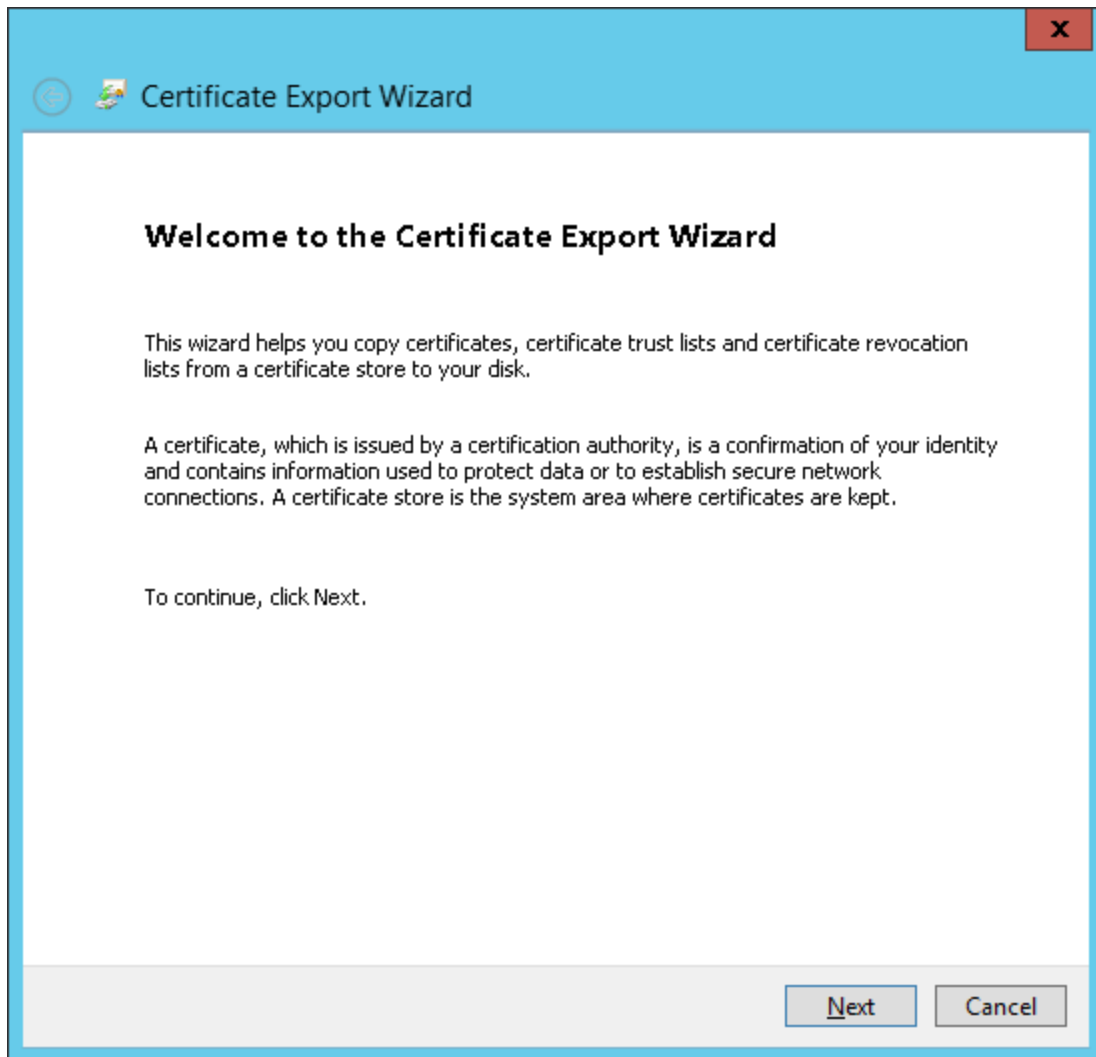 x
Certificate Export Wizard
Welcome to the Certificate Export Wizard
This wizard helps you copy certificates, certificate trust lists and certificate revocation
lists from a certificate store to your disk.
A certificate, which is issued by a certification authority, is a confirmation of your identity
and contains information used to protect data or to establish secure network
connections. A certificate store is the system area where certificates are kept.
To continue, click Next.
Next Cancel